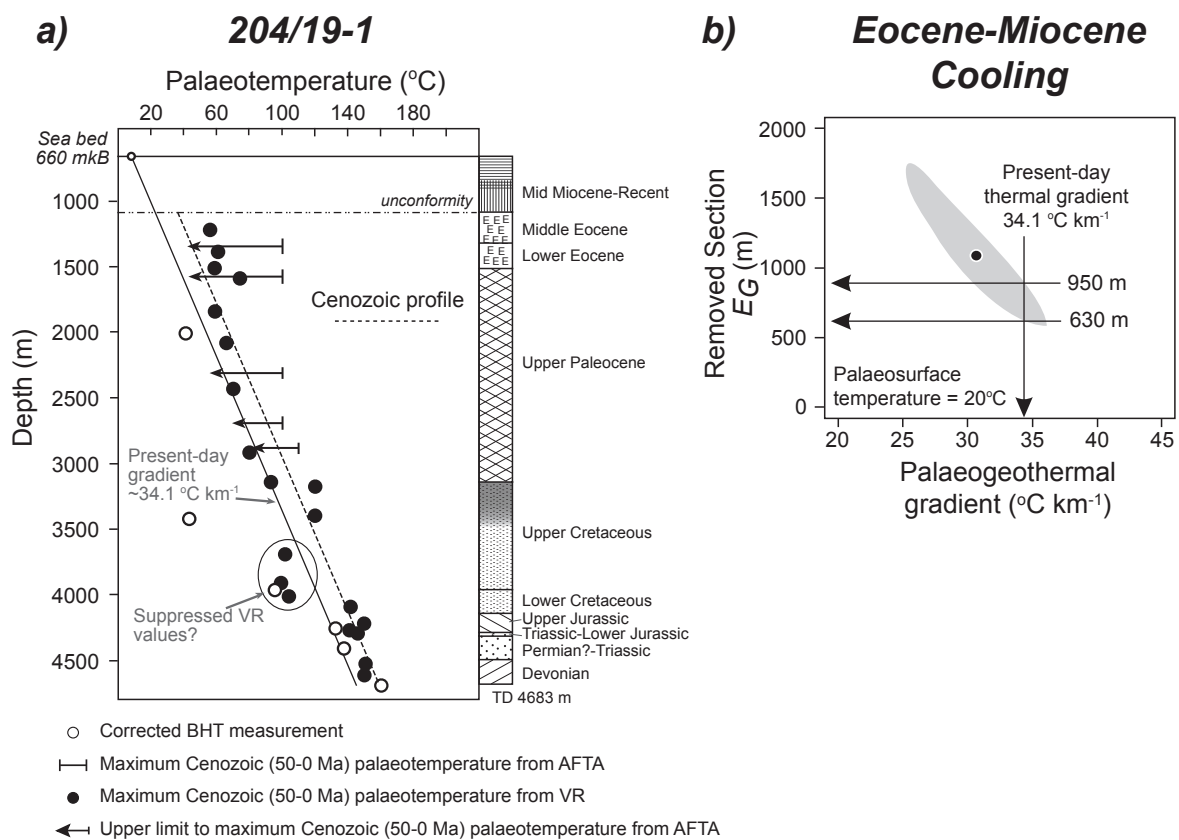 a)
204/19-1
Palaeotemperature (°C)
20 60 100 140 180
Sea bed
660 mkB
1000
1500
2000
2500
3000
3500
4000
4500
Depth (m)
unconformity
Cenozoic profile
Present-day
gradient
~34.1 °C km-1
Suppressed VR
values?
Mid Miocene-Recent
E E E
E E
E E E
Middle Eocene
E E
E E E
Lower Eocene
Upper Paleocene
Upper Cretaceous
Lower Cretaceous
Upper Jurassic
Triassic-Lower Jurassic
Permian?-Triassic
Devonian
TD 4683 m
Corrected BHT measurement
Maximum Cenozoic (50-0 Ma) palaeotemperature from AFTA
Maximum Cenozoic (50-0 Ma) palaeotemperature from VR
Upper limit to maximum Cenozoic (50-0 Ma) palaeotemperature from AFTA
b)
Eocene-Miocene
Cooling
2000
1500
1000
500
0
Removed Section
EG (m)
Present-day
thermal gradient
34.1 °C km-1
950 m
630 m
Palaeosurface
temperature = 20°C
20 25 30 35 40 45
Palaeogeothermal
gradient (°C km-1)